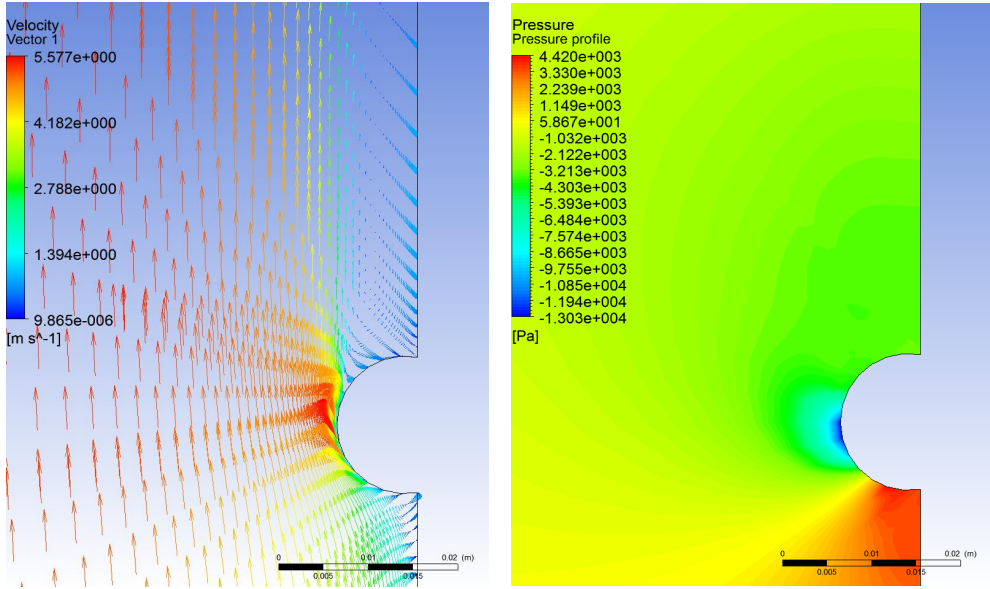 Velocity
Vector 1
5.577e+000
4.182e+000
2.788e+000
1.394e+000
9.865e-006
[m s^-1]
0 0.01 0.02 (m)
0.005 0.015
Pressure
Pressure profile
4.420e+003
3.330e+003
2.239e+003
1.149e+003
5.867e+001
-1.032e+003
-2.122e+003
-3.213e+003
-4.303e+003
-5.393e+003
-6.484e+003
-7.574e+003
-8.665e+003
-9.755e+003
-1.085e+004
-1.194e+004
-1.303e+004
[Pa]
0 0.01 0.02 (m)
0.005 0.015